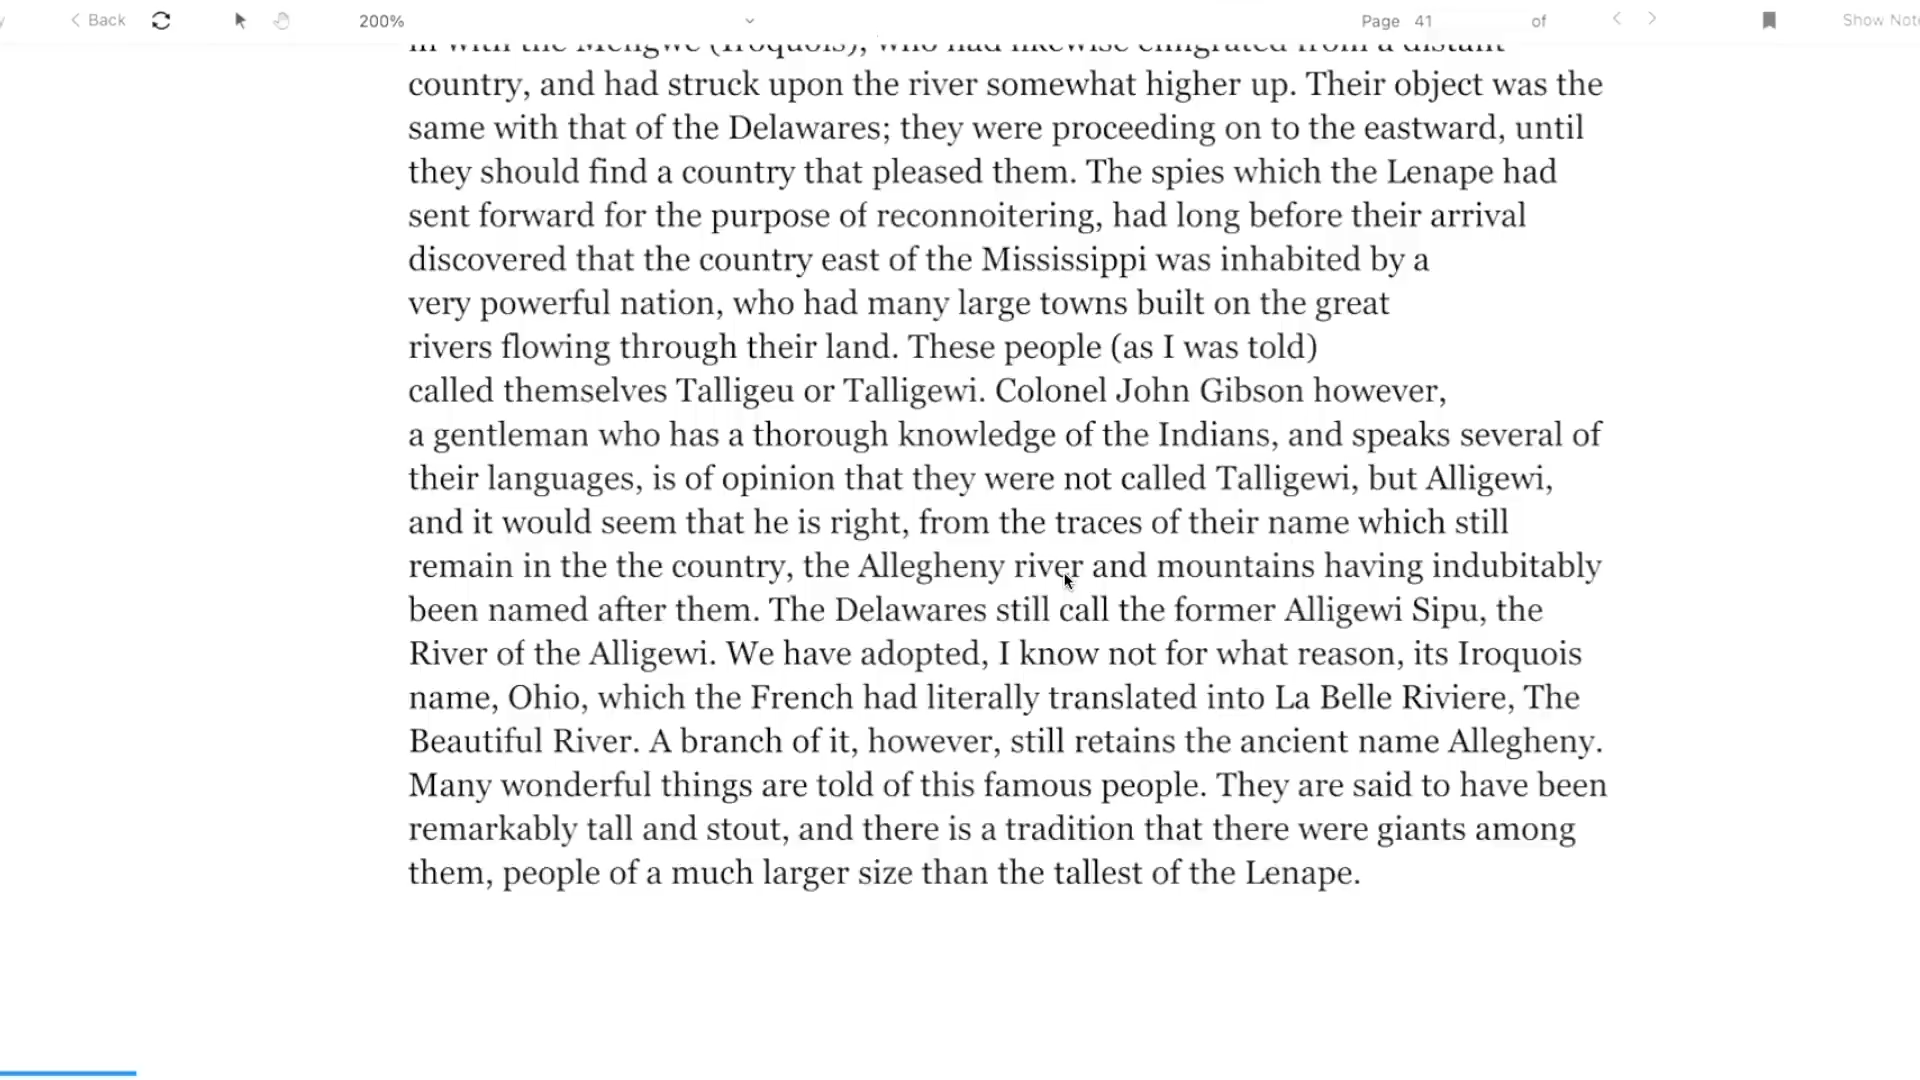 Back
200%
Page 41 of
Show Note
in with the Mengwe (Iroquois), who had likewise emigrated from a distant
country, and had struck upon the river somewhat higher up. Their object was the
same with that of the Delawares; they were proceeding on to the eastward, until
they should find a country that pleased them. The spies which the Lenape had
sent forward for the purpose of reconnoitering, had long before their arrival
discovered that the country east of the Mississippi was inhabited by a
very powerful nation, who had many large towns built on the great
rivers flowing through their land. These people (as I was told)
called themselves Talligeu or Talligewi. Colonel John Gibson however,
a gentleman who has a thorough knowledge of the Indians, and speaks several of
their languages, is of opinion that they were not called Talligewi, but Alligewi,
and it would seem that he is right, from the traces of their name which still
remain in the the country, the Allegheny river and mountains having indubitably
been named after them. The Delawares still call the former Alligewi Sipu, the
River of the Alligewi. We have adopted, I know not for what reason, its Iroquois
name, Ohio, which the French had literally translated into La Belle Riviere, The
Beautiful River. A branch of it, however, still retains the ancient name Allegheny.
Many wonderful things are told of this famous people. They are said to have been
remarkably tall and stout, and there is a tradition that there were giants among
them, people of a much larger size than the tallest of the Lenape.